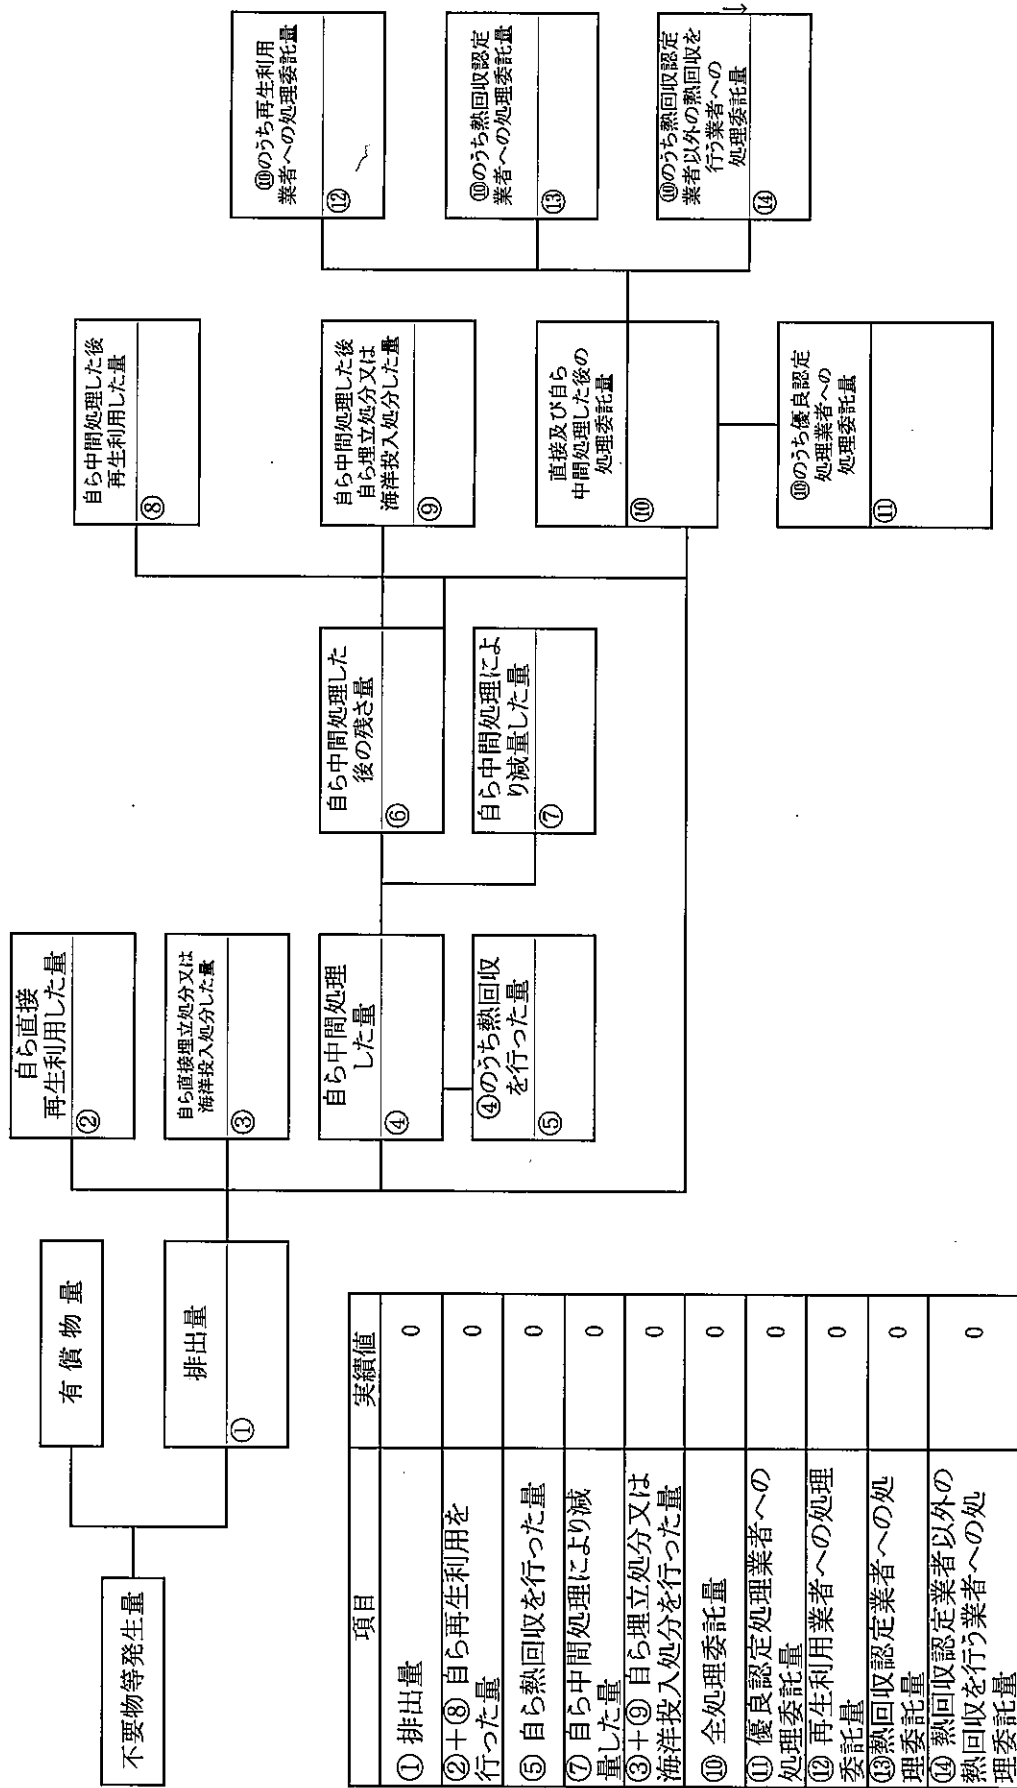 不要物等発生量
有償物量
排出量
①
自ら直接
再生利用した量
②
自ら直接埋立処分又は
海洋投入処分した量
③
自ら中間処理
した量
④
④のうち熱回収
を行った量
⑤
自ら中間処理した
後の残さ量
⑥
自ら中間処理によ
り減量した量
⑦
自ら中間処理した後
再生利用した量
⑧
自ら中間処理した後
自ら埋立処分又は
海洋投入処分した量
⑨
直接及び自ら
中間処理した後の
処理委託量
⑩
⑩のうち優良認定
処理業者への
処理委託量
⑪
⑩のうち再生利用
業者への処理委託量
⑫
⑩のうち熱回収認定
業者への処理委託量
⑬
⑩のうち熱回収認定
業者以外の熱回収を
行う業者への
処理委託量
⑭
項目 実績値
① 排出量 0
②+⑧ 自ら再生利用を
行った量 0
⑤ 自ら熱回収を行った量 0
⑦ 自ら中間処理により減
量した量 0
③+⑨ 自ら埋立処分又は
海洋投入処分を行った量 0
⑩ 全処理委託量 0
⑪ 優良認定処理業者への
処理委託量 0
⑫ 再生利用業者への処理
委託量 0
⑬熱回収認定業者への処
理委託量 0
⑭ 熱回収認定業者以外の
熱回収を行う業者への処
理委託量 0